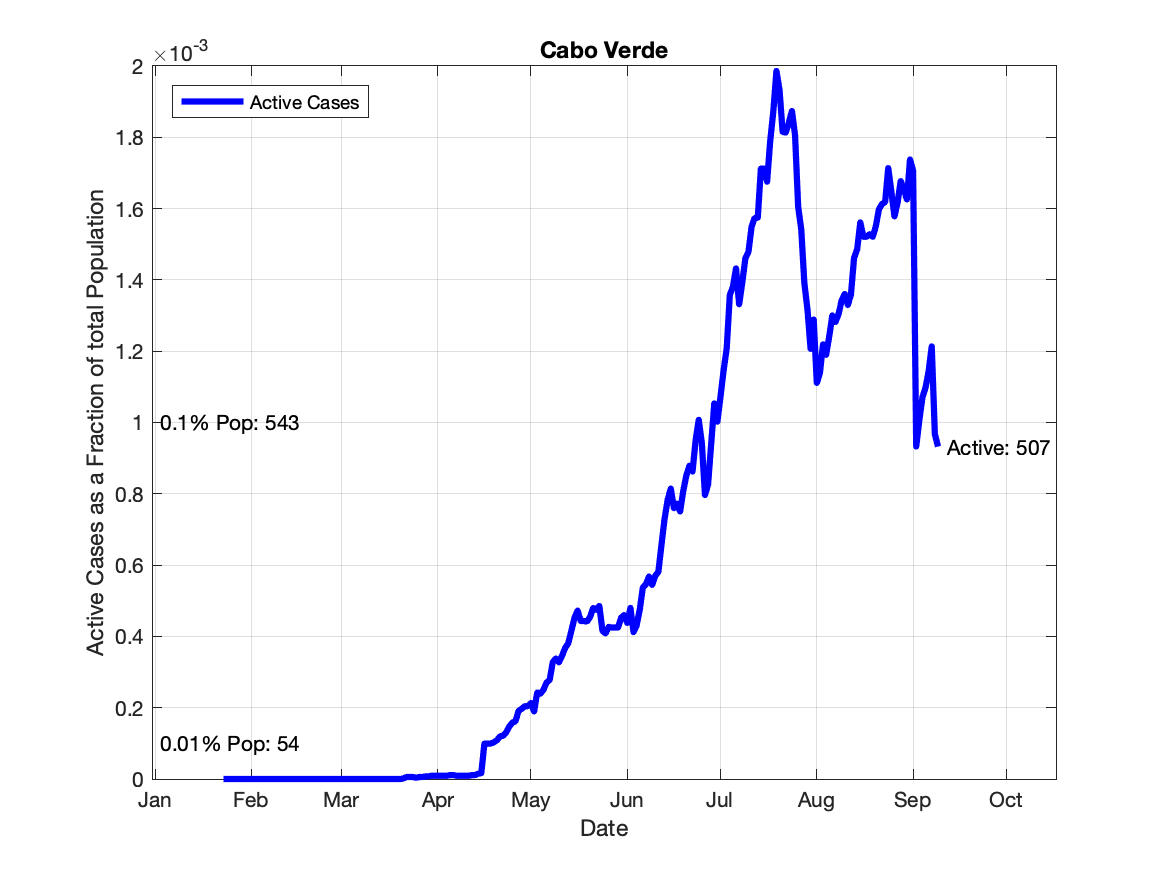 Cabo Verde
×10-3
Active Cases
2
1.8
1.6
1.4
1.2
1
0.8
0.6
0.4
0.2
0
Active Cases as a Fraction of total Population
0.1% Pop: 543
0.01% Pop: 54
Active: 507
Jan Feb Mar Apr May Jun Jul Aug Sep Oct
Date